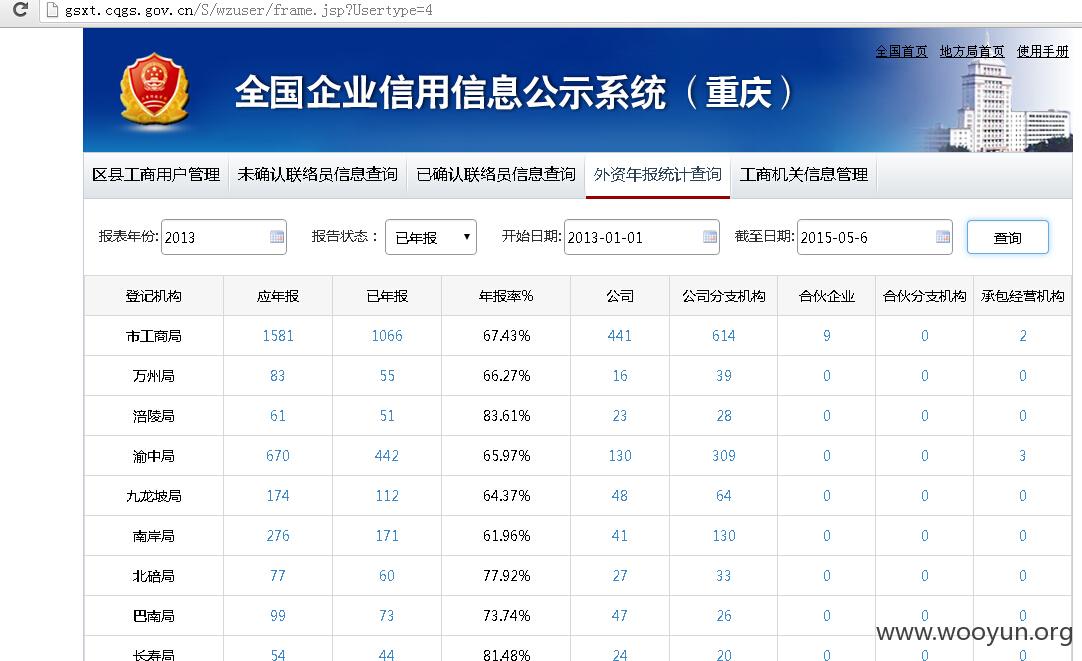 gsxt.cqgs.gov.cn/S/wzuser/frame.jsp?Usertype=4
全国首页 地方局首页 使用手册
全国企业信用信息公示系统（重庆）
区县工商用户管理 未确认联络员信息查询 已确认联络员信息查询 外资年报统计查询 工商机关信息管理
报表年份: 2013 报告状态： 已年报 开始日期: 2013-01-01 截至日期: 2015-05-6 查询
登记机构 应年报 已年报 年报率% 公司 公司分支机构 合伙企业 合伙分支机构 承包经营机构
市工商局 1581 1066 67.43% 441 614 9 0 2
万州局 83 55 66.27% 16 39 0 0 0
涪陵局 61 51 83.61% 23 28 0 0 0
渝中局 670 442 65.97% 130 309 0 0 3
九龙坡局 174 112 64.37% 48 64 0 0 0
南岸局 276 171 61.96% 41 130 0 0 0
北碚局 77 60 77.92% 27 33 0 0 0
巴南局 99 73 73.74% 47 26 0 0 0
长寿局 54 44 81.48% 24 20 0 0 0
www.wooyun.org